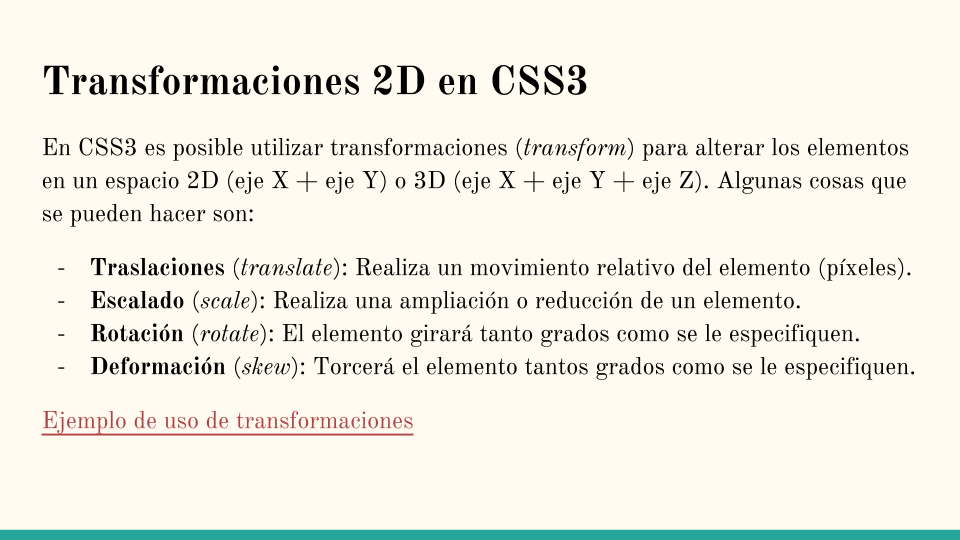 Transformaciones 2D en CSS3
En CSS3 es posible utilizar transformaciones (transform) para alterar los elementos
en un espacio 2D (eje X + eje Y) o 3D (eje X + eje Y + eje Z). Algunas cosas que
se pueden hacer son:
- Traslaciones (translate): Realiza un movimiento relativo del elemento (píxeles).
- Escalado (scale): Realiza una ampliación o reducción de un elemento.
- Rotación (rotate): El elemento girará tanto grados como se le especifiquen.
- Deformación (skew): Torcerá el elemento tantos grados como se le especifiquen.
Ejemplo de uso de transformaciones